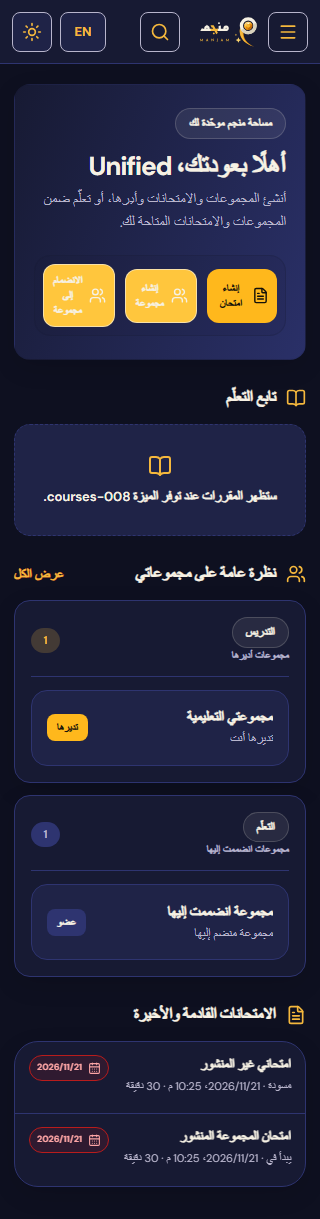 منجم
MANJAM
EN
مساحة منجم موحّدة لك
أهلًا بعودتك، Unified
أنشئ المجموعات والامتحانات وأدِرها، أو تعلّم ضمن
المجموعات والامتحانات المتاحة لك.
إنشاء
امتحان
إنشاء
مجموعة
الانضمام
إلى
مجموعة
تابع التعلّم
ستظهر المقررات عند توفر الميزة courses-008.
نظرة عامة على مجموعاتي
عرض الكل
التدريس
مجموعات أديرها
1
مجموعتي التعليمية
تديرها أنت
تديرها
التعلّم
مجموعات انضممت إليها
1
مجموعة انضممت إليها
مجموعة منضم إليها
عضو
الامتحانات القادمة والأخيرة
امتحاني غير المنشور
مسودة · 2026/11/21، 10:25 م · 30 دقيقة
2026/11/21
امتحان المجموعة المنشور
يبدأ في · 2026/11/21، 10:25 م · 30 دقيقة
2026/11/21